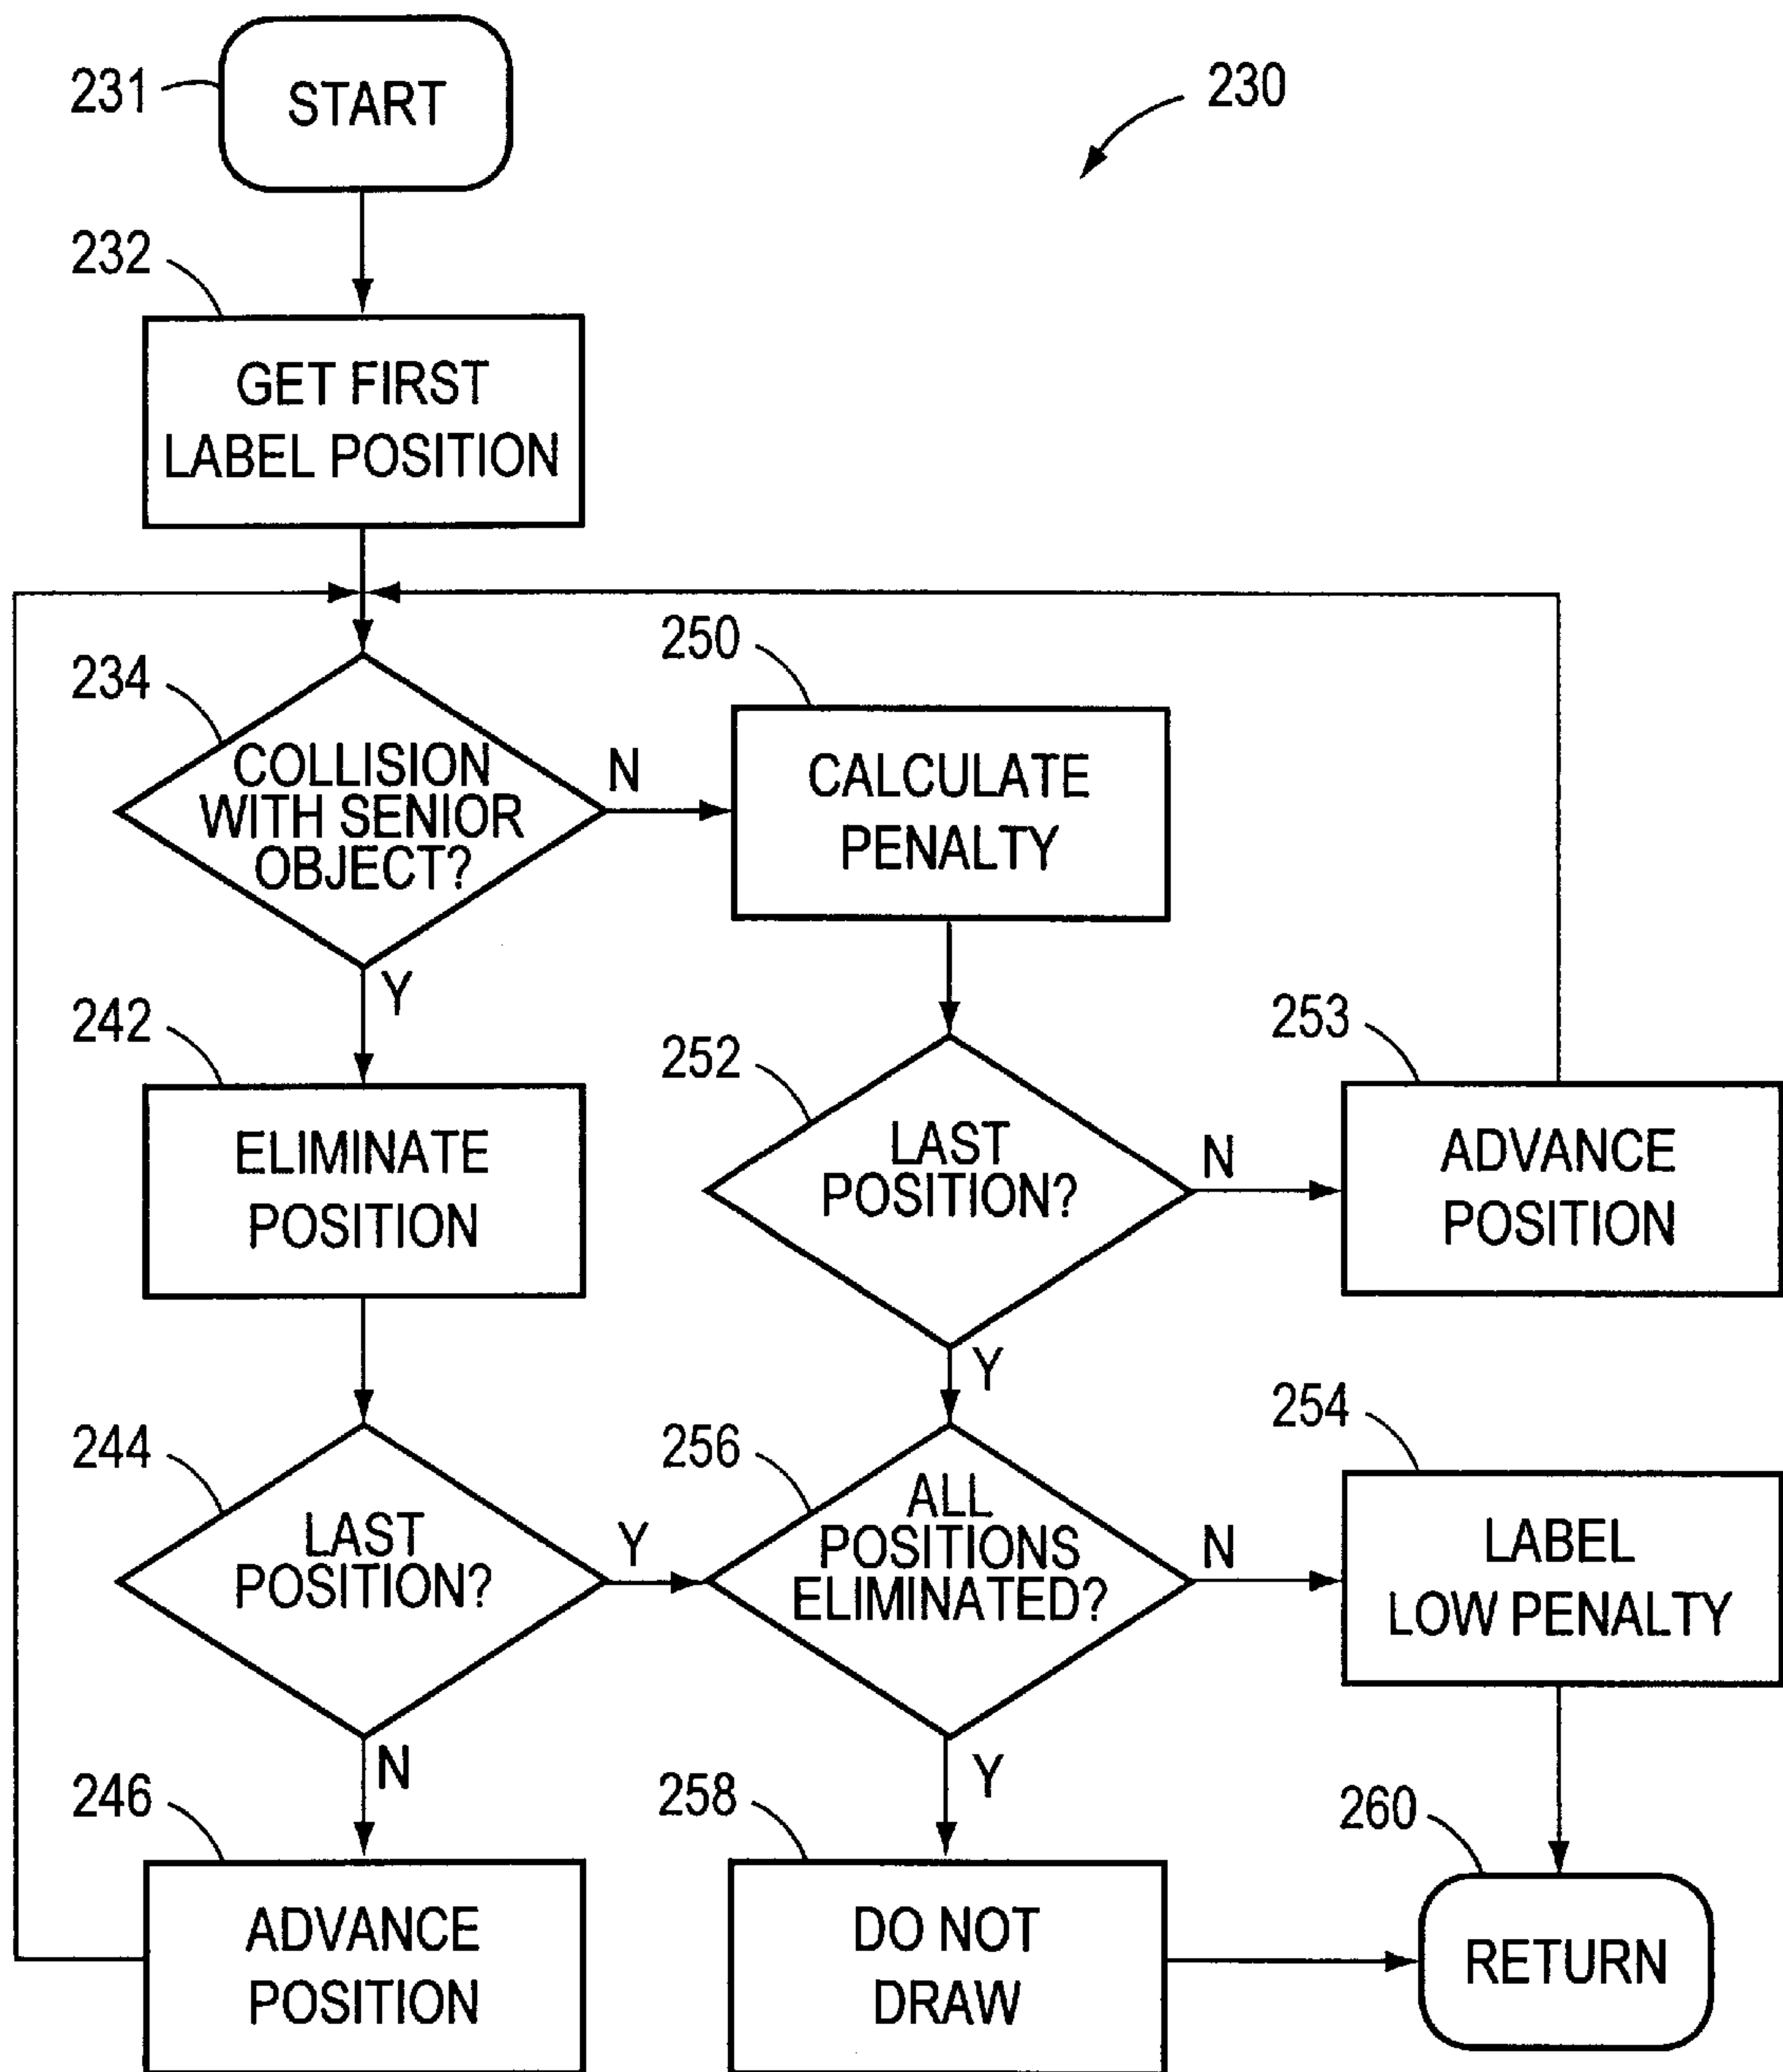 231
START
230
232
GET FIRST
LABEL POSITION
234
COLLISION
WITH SENIOR
OBJECT?
N
Y
250
CALCULATE
PENALTY
242
ELIMINATE
POSITION
252
LAST
POSITION?
N
Y
253
ADVANCE
POSITION
244
LAST
POSITION?
Y
N
256
ALL
POSITIONS
ELIMINATED?
N
Y
254
LABEL
LOW PENALTY
246
ADVANCE
POSITION
258
DO NOT
DRAW
260
RETURN